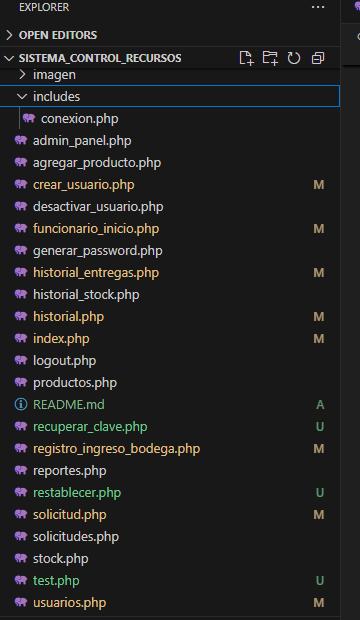 EXPLORER
OPEN EDITORS
SISTEMA_CONTROL_RECURSOS
imagen
includes
conexion.php
admin_panel.php
agregar_producto.php
crear_usuario.php M
desactivar_usuario.php
funcionario_inicio.php M
generar_password.php
historial_entregas.php M
historial_stock.php
historial.php M
index.php M
logout.php
productos.php
README.md A
recuperar_clave.php U
registro_ingreso_bodega.php M
reportes.php
restablecer.php U
solicitud.php M
solicitudes.php
stock.php
test.php U
usuarios.php M